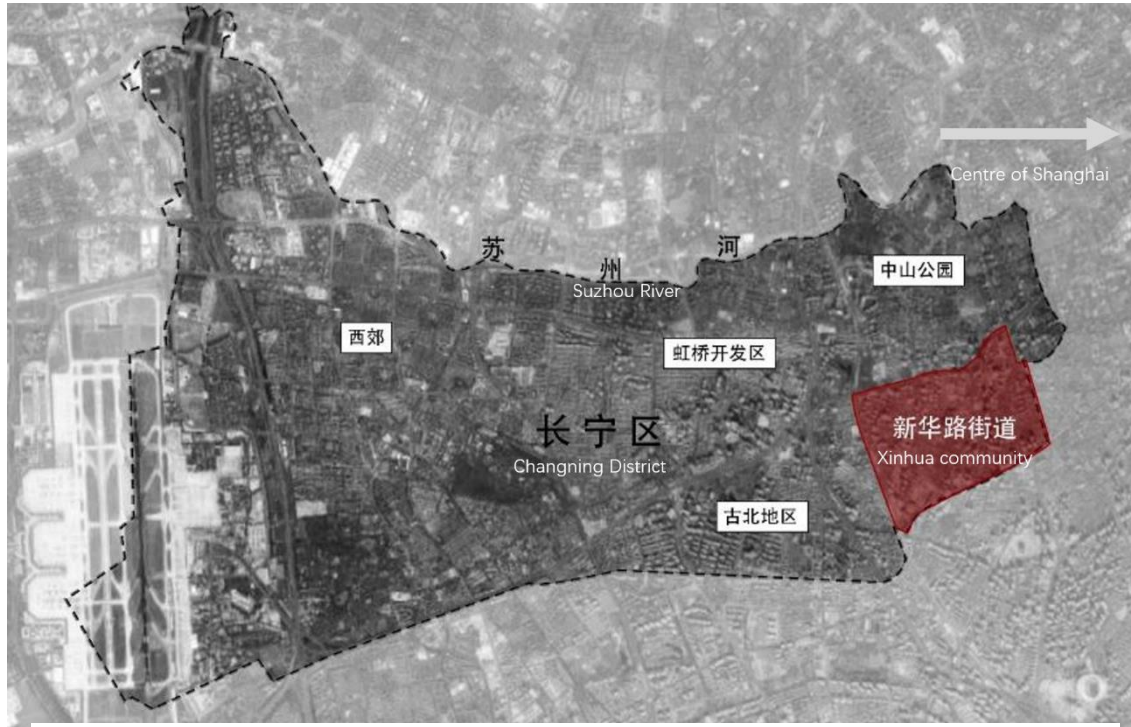 Centre of Shanghai
苏州河
Suzhou River
中山公园
西郊
虹桥开发区
长宁区
Changning District
新华路街道
Xinhua community
古北地区